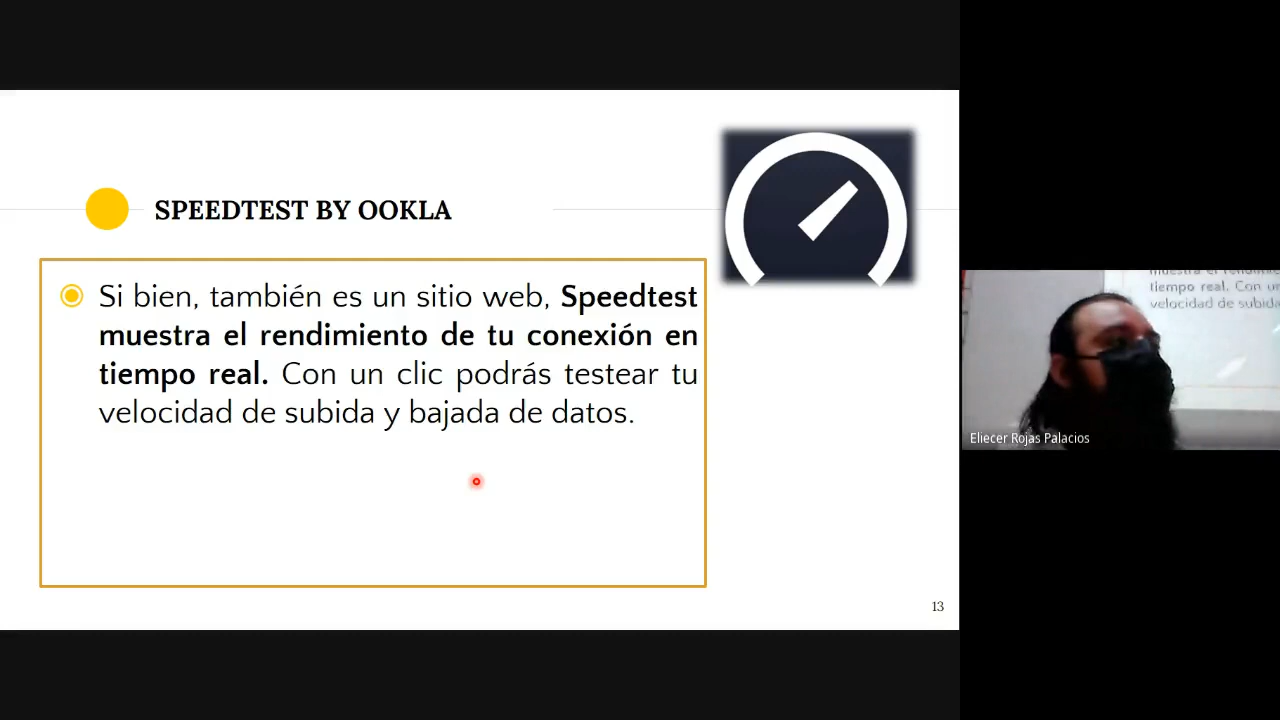 SPEEDTEST BY OOKLA
Si bien, también es un sitio web, Speedtest
muestra el rendimiento de tu conexión en
tiempo real. Con un clic podrás testear tu
velocidad de subida y bajada de datos.
13
muestra el
tiempo real. Con u
velocidad de subida
Eliecer Rojas Palacios